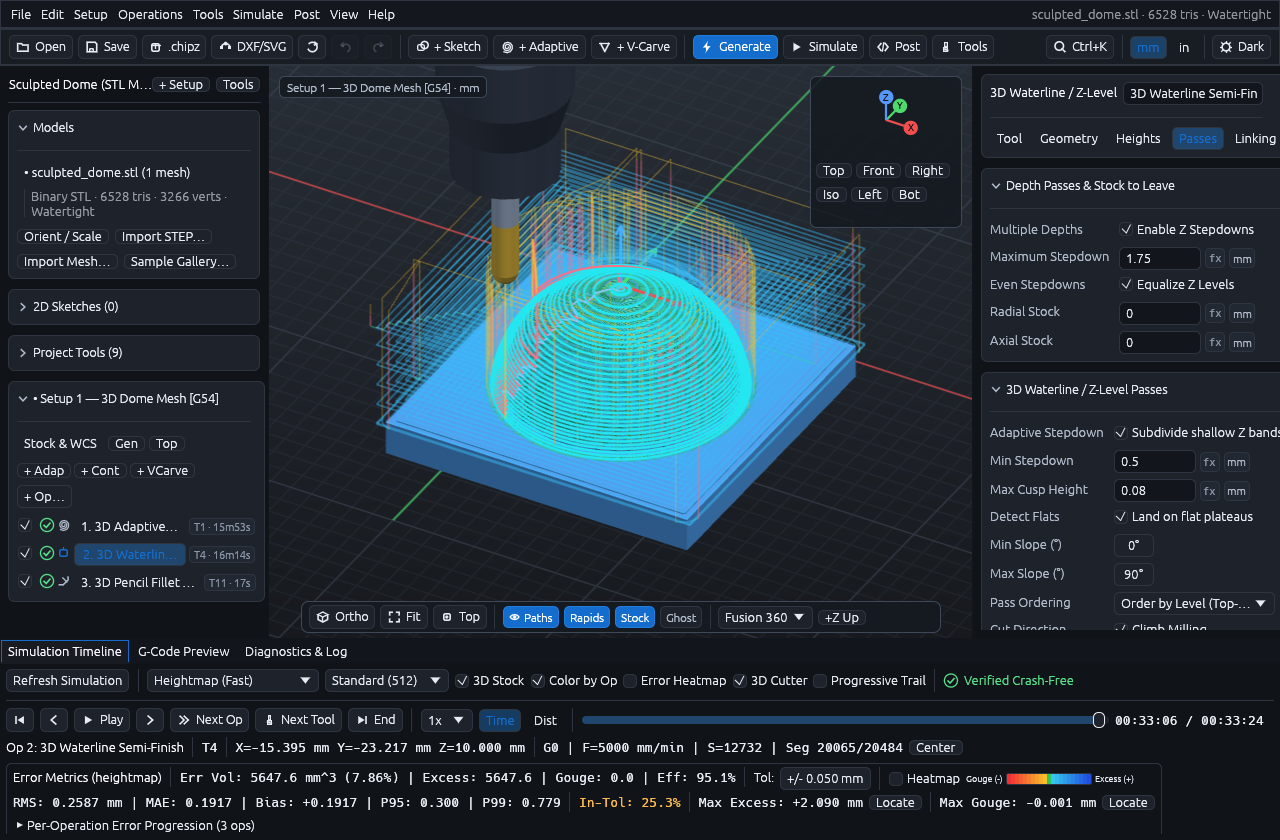 File Edit Setup Operations Tools Simulate Post View Help
sculpted_dome.stl · 6528 tris · Watertight
Open Save .chipz DXF/SVG + Sketch + Adaptive + V-Carve Generate Simulate Post Tools Ctrl+K mm in Dark
Sculpted Dome (STL M... + Setup Tools
Models
• sculpted_dome.stl (1 mesh)
Binary STL · 6528 tris · 3266 verts ·
Watertight
Orient / Scale Import STEP...
Import Mesh... Sample Gallery...
2D Sketches (0)
Project Tools (9)
• Setup 1 — 3D Dome Mesh [G54]
Stock & WCS Gen Top
+ Adap + Cont + VCarve
+ Op...
1. 3D Adaptive... T1 · 15m53s
2. 3D Waterlin... T4 · 16m14s
3. 3D Pencil Fillet ... T11 · 17s
Setup 1 — 3D Dome Mesh [G54] · mm
Z
Y
X
Top Front Right
Iso Left Bot
Ortho Fit Top Paths Rapids Stock Ghost Fusion 360 +Z Up
3D Waterline / Z-Level 3D Waterline Semi-Fin
Tool Geometry Heights Passes Linking
Depth Passes & Stock to Leave
Multiple Depths Enable Z Stepdowns
Maximum Stepdown 1.75 fx mm
Even Stepdowns Equalize Z Levels
Radial Stock 0 fx mm
Axial Stock 0 fx mm
3D Waterline / Z-Level Passes
Adaptive Stepdown Subdivide shallow Z bands
Min Stepdown 0.5 fx mm
Max Cusp Height 0.08 fx mm
Detect Flats Land on flat plateaus
Min Slope (°) 0°
Max Slope (°) 90°
Pass Ordering Order by Level (Top-...
Cut Direction Climb Milling
Simulation Timeline G-Code Preview Diagnostics & Log
Refresh Simulation Heightmap (Fast) Standard (512) 3D Stock Color by Op Error Heatmap 3D Cutter Progressive Trail Verified Crash-Free
Play Next Op Next Tool End 1x Time Dist 00:33:06 / 00:33:24
Op 2: 3D Waterline Semi-Finish T4 X=-15.395 mm Y=-23.217 mm Z=10.000 mm G0 | F=5000 mm/min | S=12732 | Seg 20065/20484 Center
Error Metrics (heightmap) Err Vol: 5647.6 mm^3 (7.86%) | Excess: 5647.6 | Gouge: 0.0 | Eff: 95.1% Tol: +/- 0.050 mm Heatmap Gouge (-) Excess (+)
RMS: 0.2587 mm | MAE: 0.1917 | Bias: +0.1917 | P95: 0.300 | P99: 0.779 In-Tol: 25.3% Max Excess: +2.090 mm Locate Max Gouge: -0.001 mm Locate
Per-Operation Error Progression (3 ops)